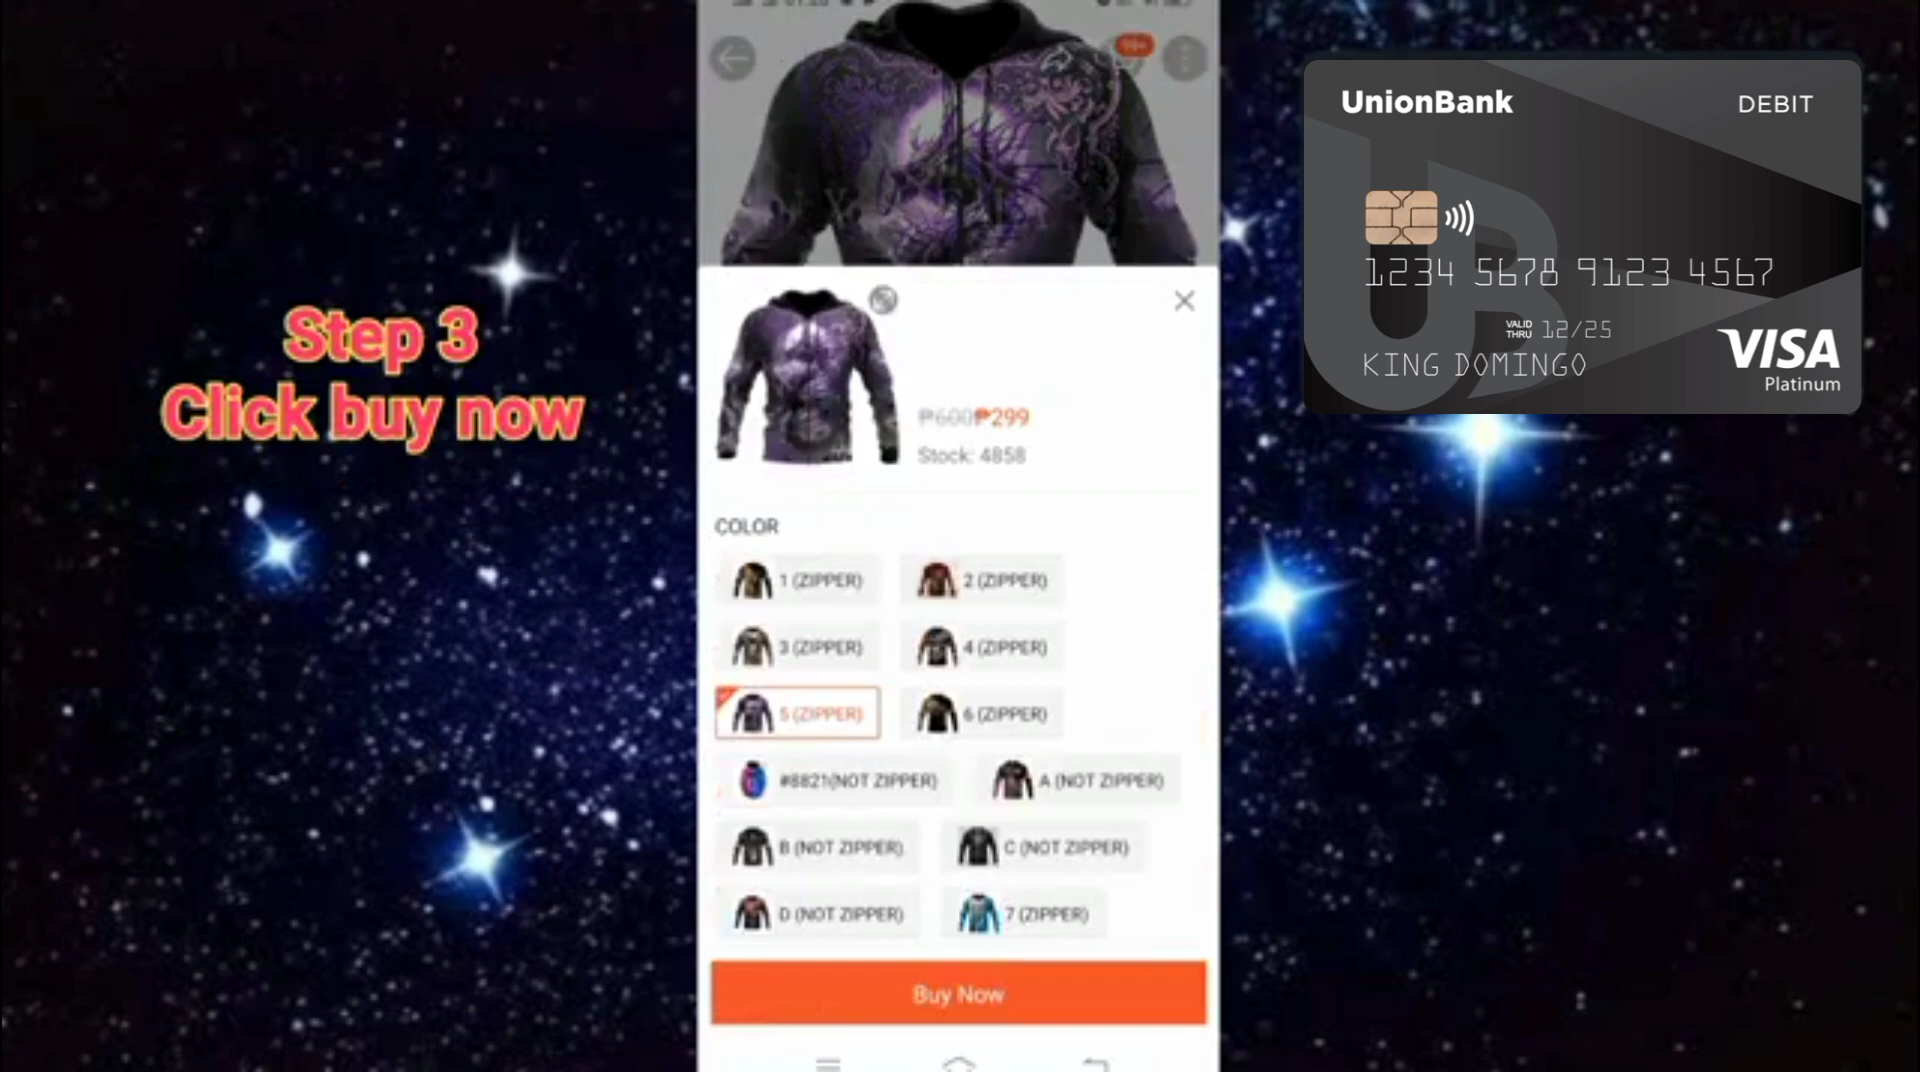 Step 3
Click buy now
99+
₱600₱299
Stock: 4858
COLOR
1 (ZIPPER)
2 (ZIPPER)
3 (ZIPPER)
4 (ZIPPER)
5 (ZIPPER)
6 (ZIPPER)
#8821(NOT ZIPPER)
A (NOT ZIPPER)
B (NOT ZIPPER)
C (NOT ZIPPER)
D (NOT ZIPPER)
7 (ZIPPER)
Buy Now
UnionBank
DEBIT
1234 5678 9123 4567
VALID
THRU 12/25
KING DOMINGO
VISA
Platinum